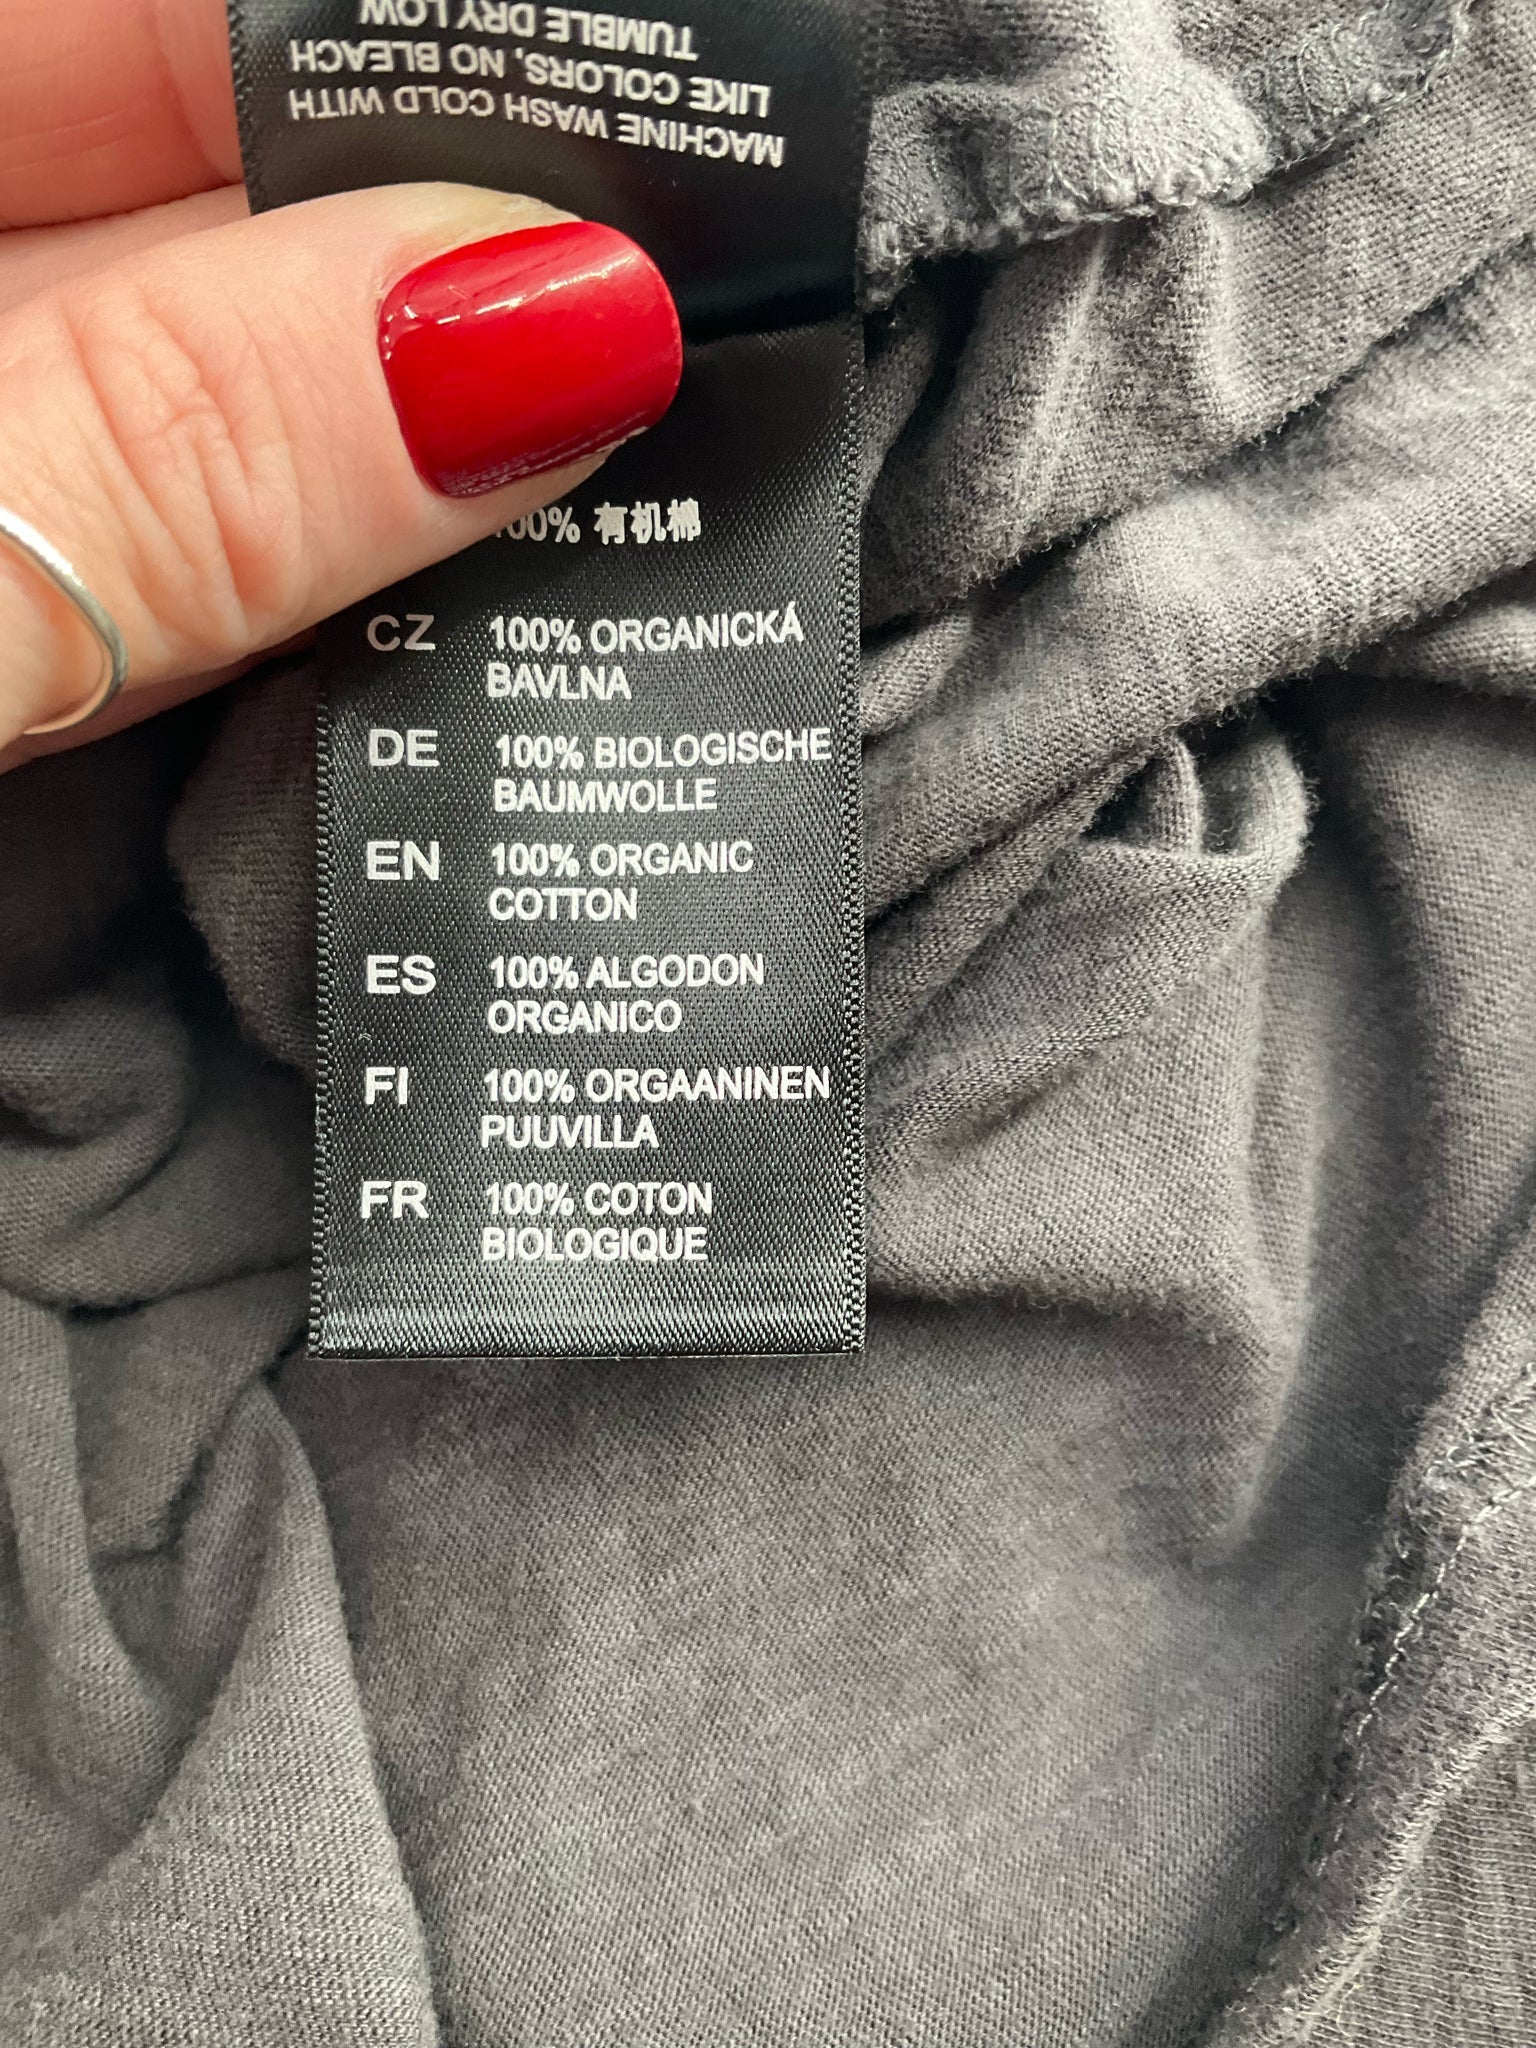 MACHINE WASH COLD WITH
LIKE COLORS, NO BLEACH
TUMBLE DRY LOW
100% 有机棉
CZ 100% ORGANICKÁ
BAVLNA
DE 100% BIOLOGISCHE
BAUMWOLLE
EN 100% ORGANIC
COTTON
ES 100% ALGODON
ORGANICO
FI 100% ORGAANINEN
PUUVILLA
FR 100% COTON
BIOLOGIQUE